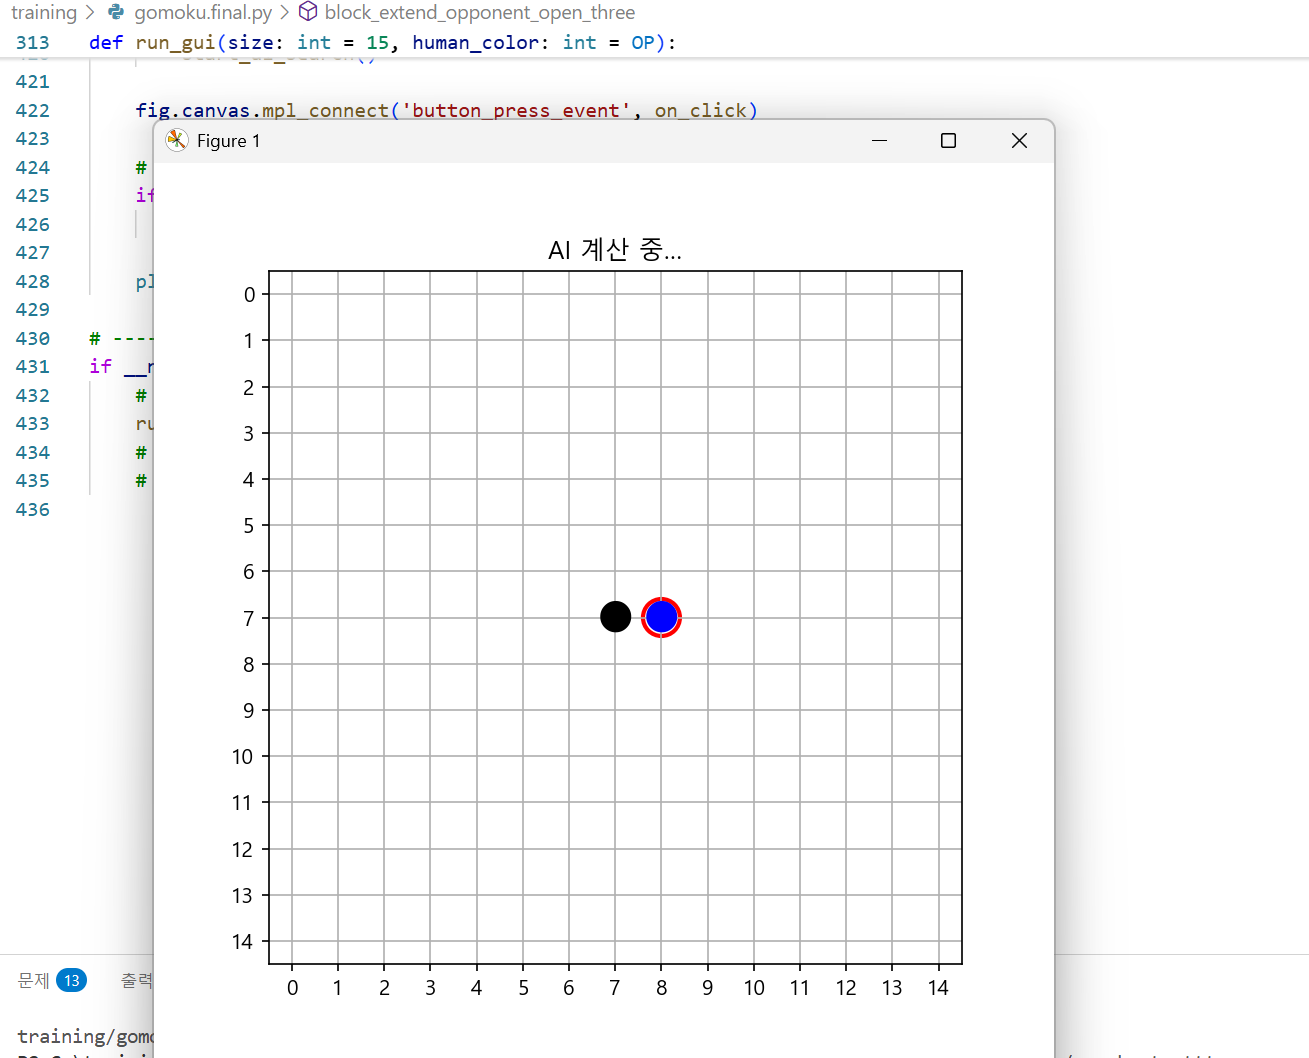 training > gomoku.final.py > block_extend_opponent_open_three
313 def run_gui(size: int = 15, human_color: int = OP):
421
422 fig.canvas.mpl_connect('button_press_event', on_click)
423
Figure 1
424 #
425 if
426
427
428 pl
429
430 # ----
431 if __n
432 #
433 ru
434 #
435 #
436
AI 계산 중...
0
1
2
3
4
5
6
7
8
9
10
11
12
13
14
0 1 2 3 4 5 6 7 8 9 10 11 12 13 14
문제 13 출력
training/gomo